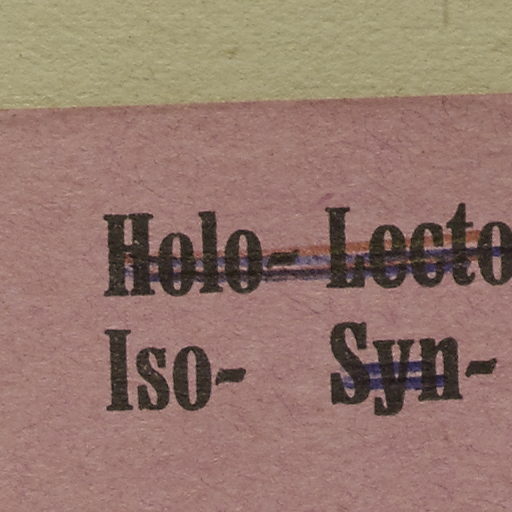 Holo- Lecto
Iso- Syn-